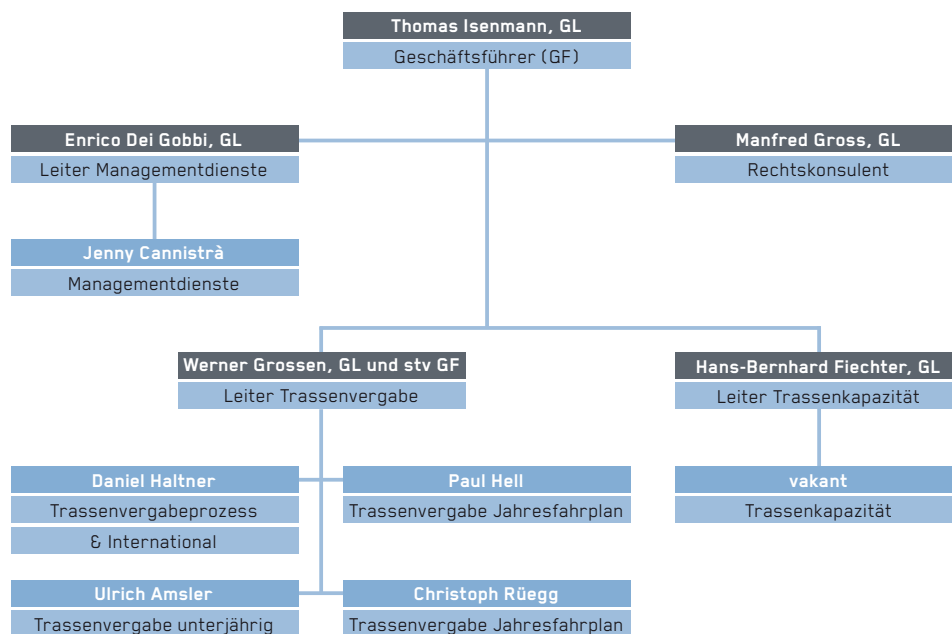 Thomas Isenmann, GL
Geschäftsführer (GF)
Enrico Dei Gobbi, GL
Leiter Managementdienste
Manfred Gross, GL
Rechtskonsulent
Jenny Cannistrà
Managementdienste
Werner Grossen, GL und stv GF
Leiter Trassenvergabe
Hans-Bernhard Fiechter, GL
Leiter Trassenkapazität
Daniel Haltner
Trassenvergabeprozess
& International
Paul Hell
Trassenvergabe Jahresfahrplan
vakant
Trassenkapazität
Ulrich Amsler
Trassenvergabe unterjährig
Christoph Rüegg
Trassenvergabe Jahresfahrplan